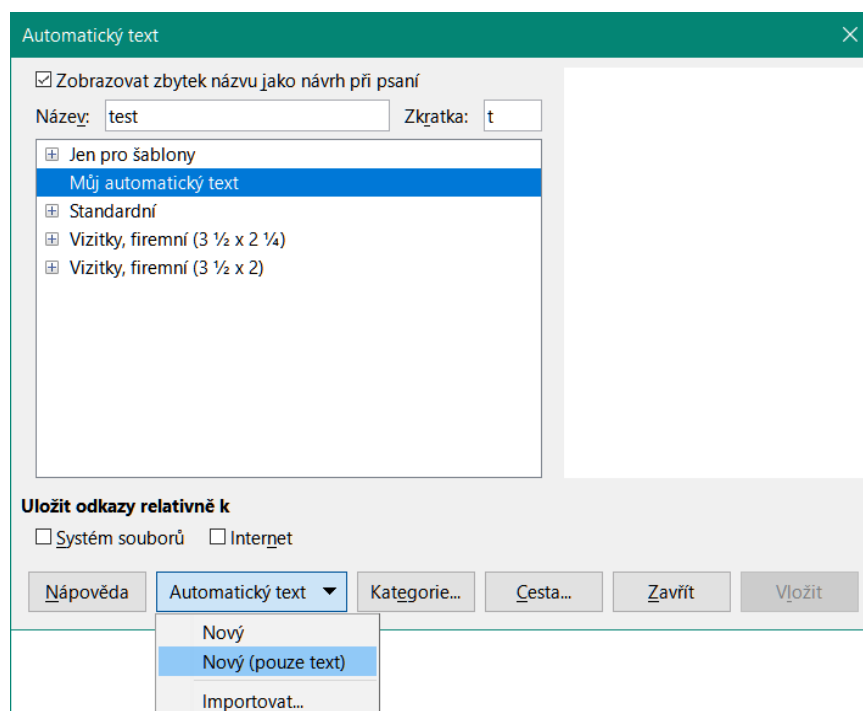 Automatický text
Zobrazovat zbytek názvu jako návrh při psaní
Název: test Zkratka: t
Jen pro šablony
Můj automatický text
Standardní
Vizitky, firemní (3 ½ x 2 ¼)
Vizitky, firemní (3 ½ x 2)
Uložit odkazy relativně k
Systém souborů Internet
Nápověda Automatický text Kategorie... Cesta... Zavřít Vložit
Nový
Nový (pouze text)
Importovat...